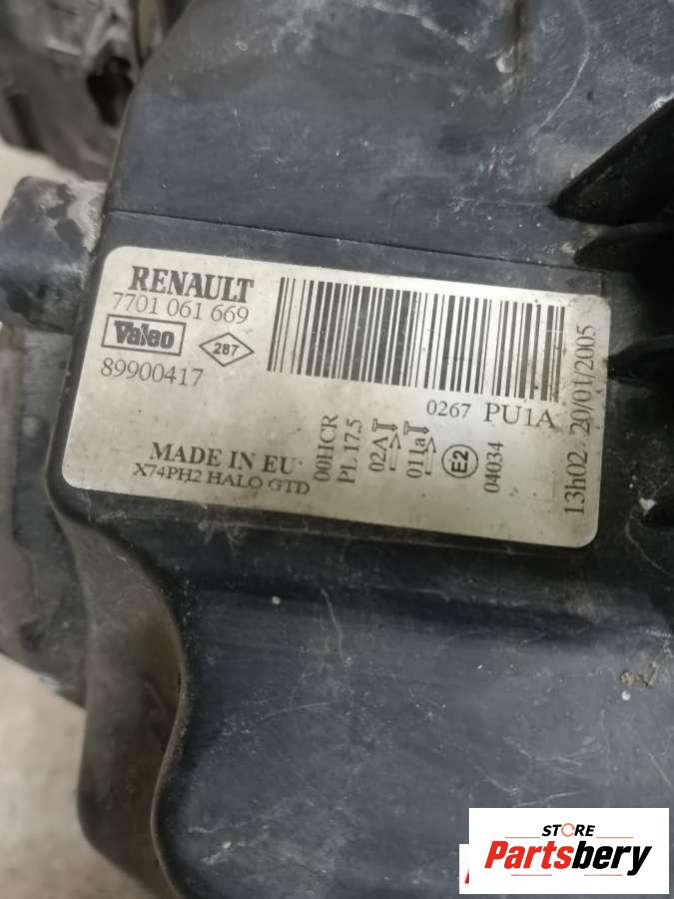 RENAULT
7701 061 669
Valeo
287
89900417
0267 PU1A
MADE IN EU
X74PH2 HALO GTD
00HCR
PL 17.5
02A
011a
E2
04034
13h02 20/01/2005
STORE
Partsbery